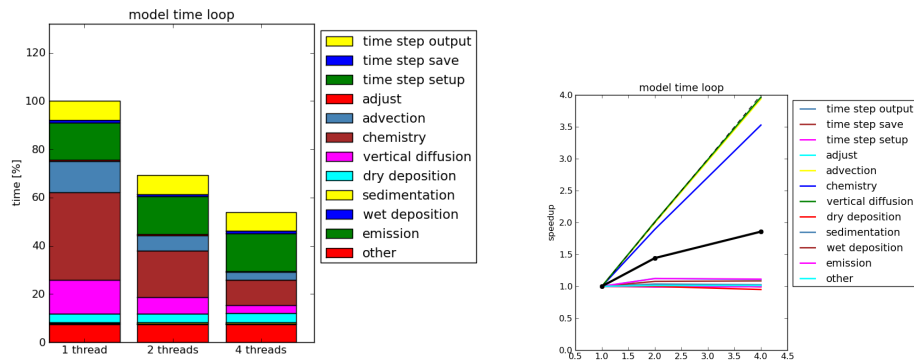 model time loop
time [%]
120
100
80
60
40
20
0
1 thread
2 threads
4 threads
time step output
time step save
time step setup
adjust
advection
chemistry
vertical diffusion
dry deposition
sedimentation
wet deposition
emission
other
model time loop
speedup
4.0
3.5
3.0
2.5
2.0
1.5
1.0
0.5
0.0
0.5
1.0
1.5
2.0
2.5
3.0
3.5
4.0
4.5
time step output
time step save
time step setup
adjust
advection
chemistry
vertical diffusion
dry deposition
sedimentation
wet deposition
emission
other